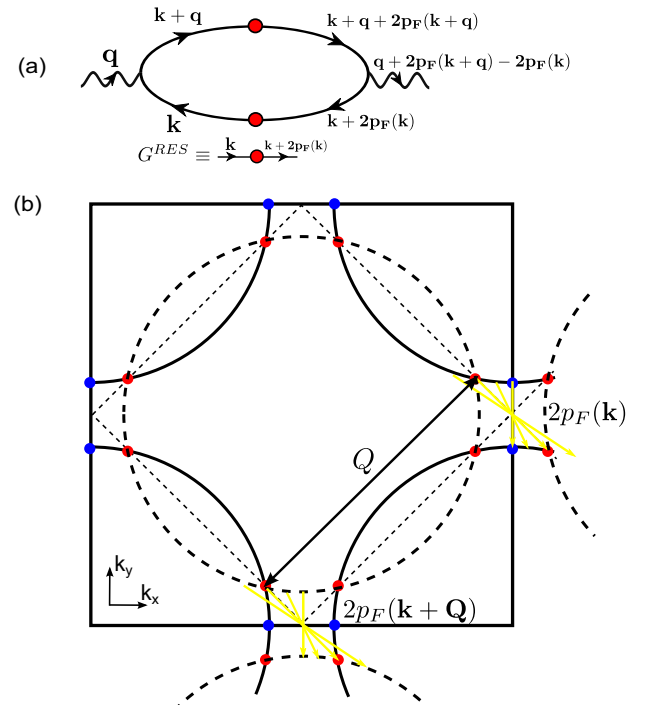 k + q
k + q + 2p_F(k + q)
(a)
q
q + 2p_F(k + q) − 2p_F(k)
k
k + 2p_F(k)
G^{RES} ≡
k
k + 2p_F(k)
(b)
2p_F(k)
Q
k_y
k_x
2p_F(k + Q)